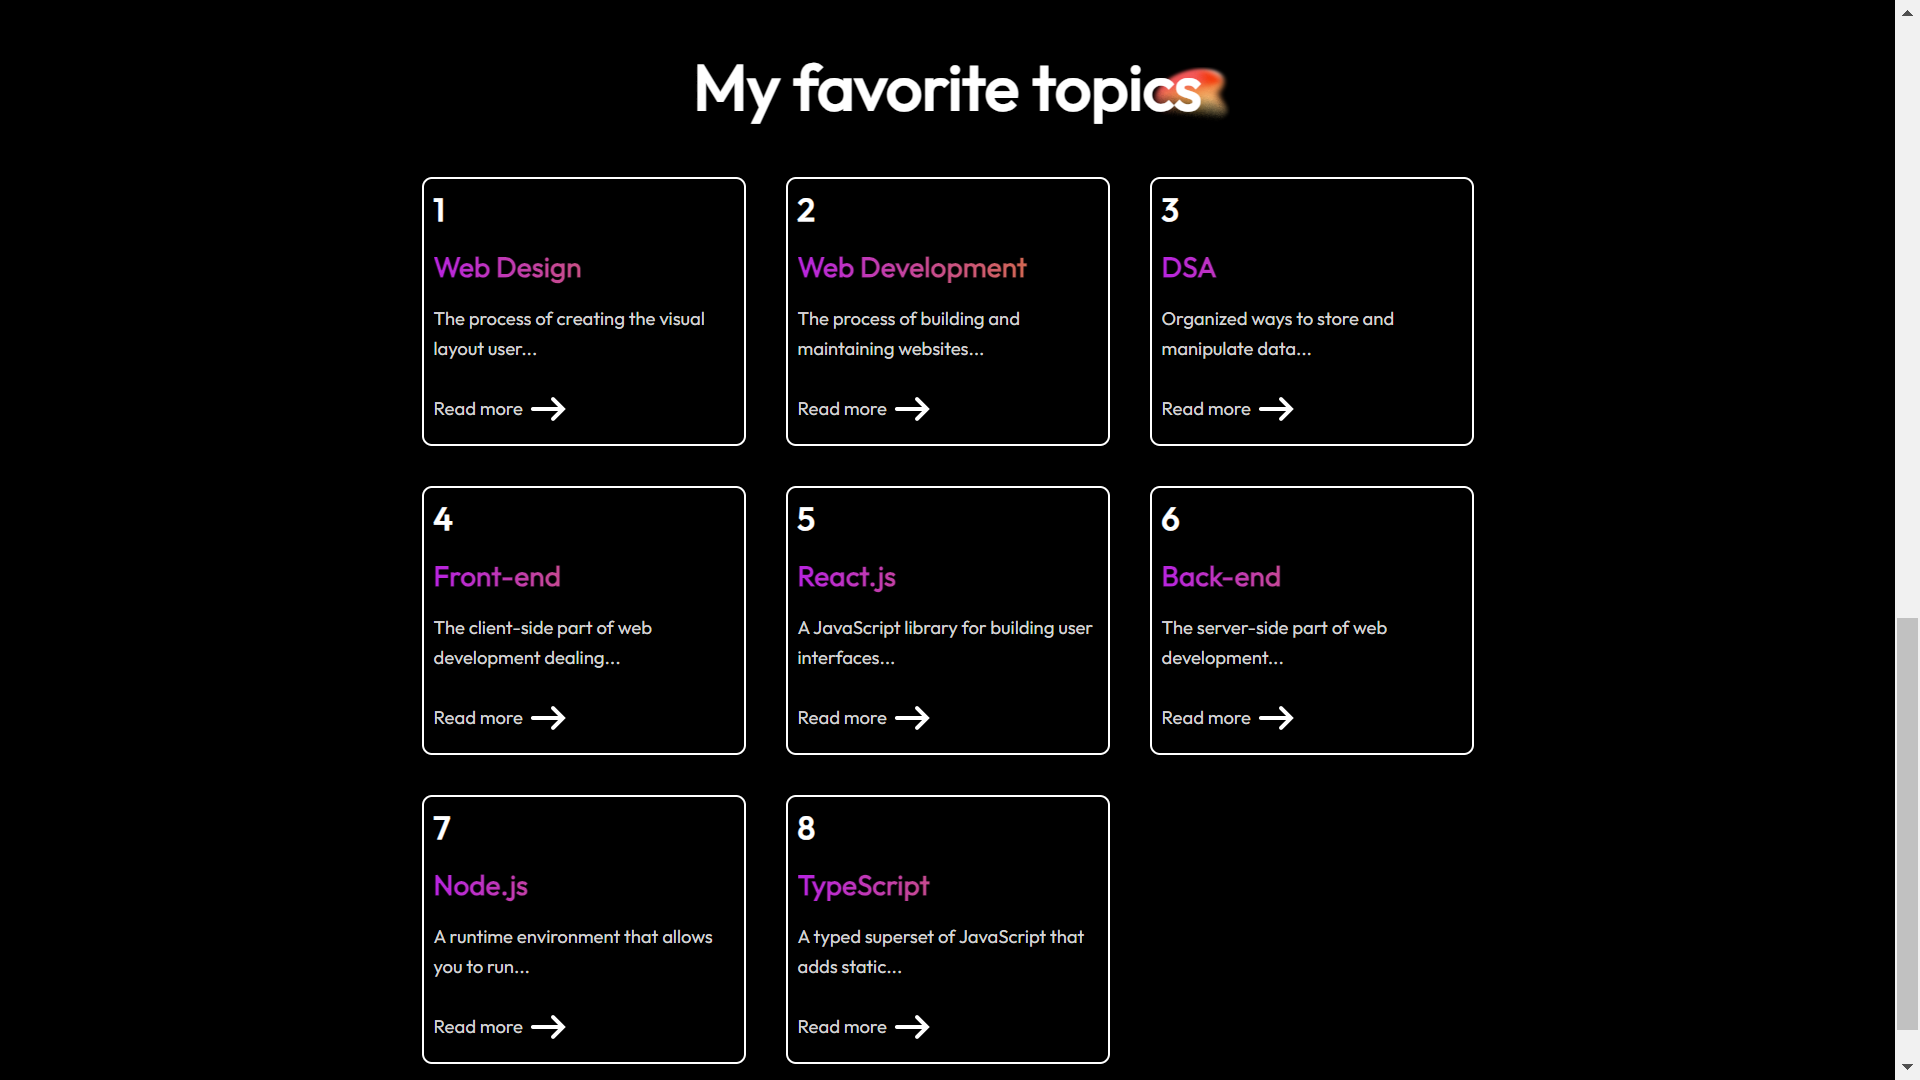 My favorite topics
1
Web Design
The process of creating the visual
layout user...
Read more
2
Web Development
The process of building and
maintaining websites...
Read more
3
DSA
Organized ways to store and
manipulate data...
Read more
4
Front-end
The client-side part of web
development dealing...
Read more
5
React.js
A JavaScript library for building user
interfaces...
Read more
6
Back-end
The server-side part of web
development...
Read more
7
Node.js
A runtime environment that allows
you to run...
Read more
8
TypeScript
A typed superset of JavaScript that
adds static...
Read more